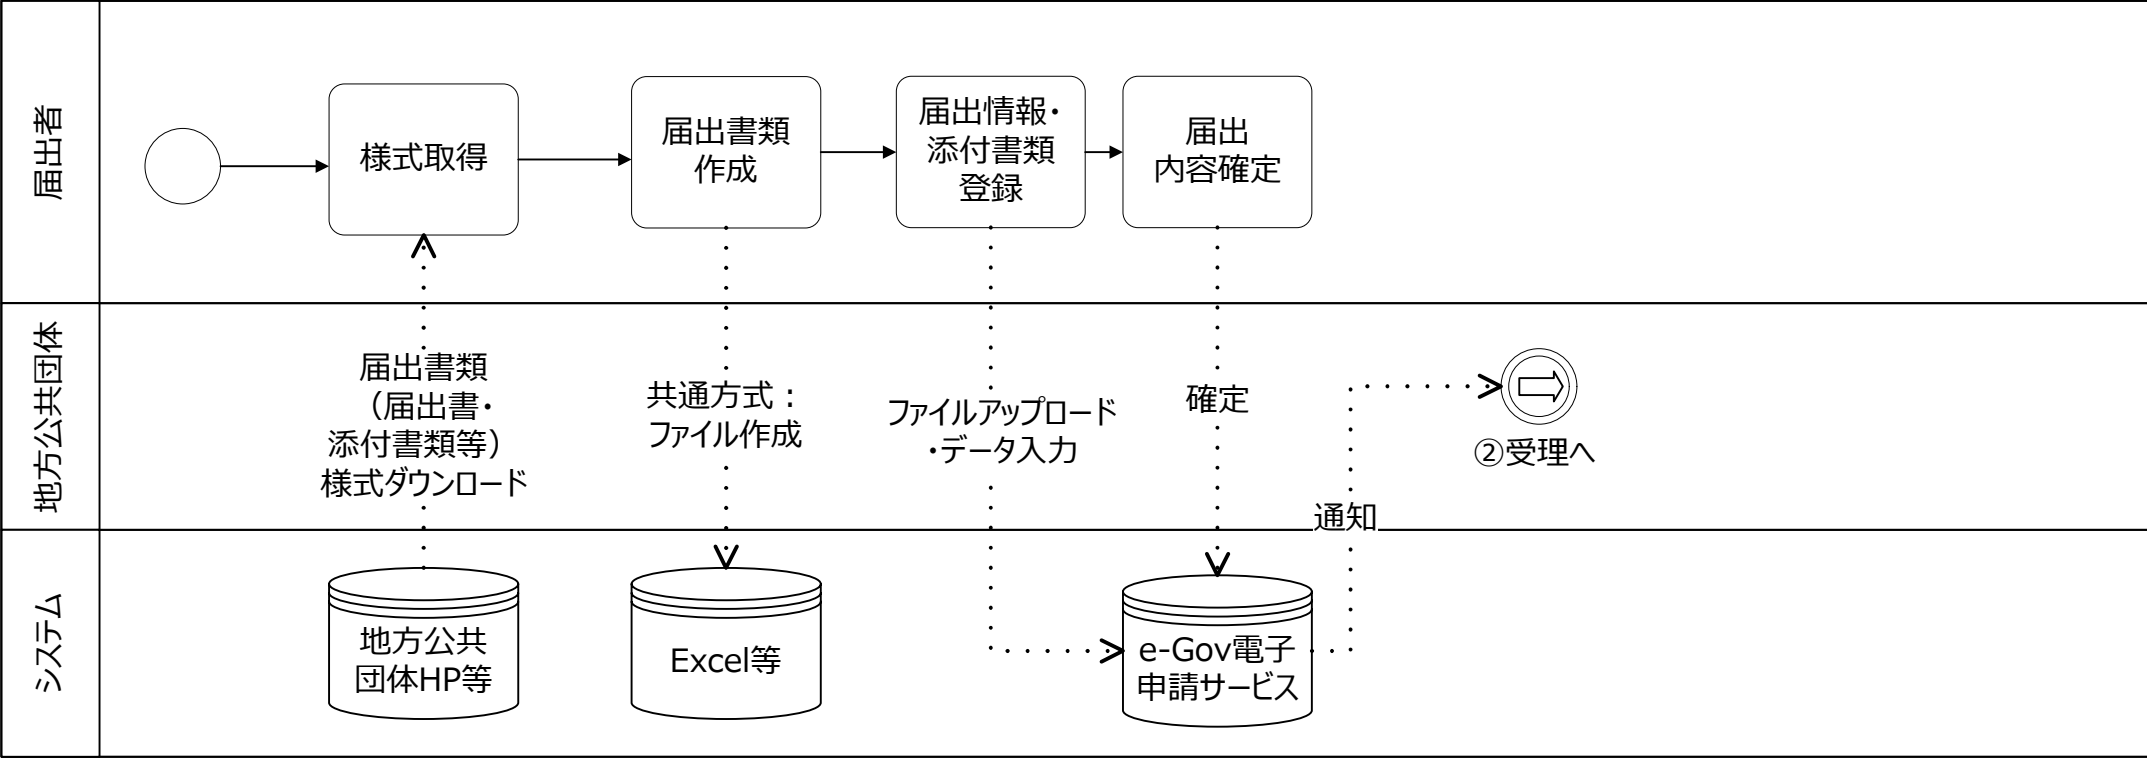 届出者
様式取得
届出書類
作成
届出情報・
添付書類
登録
届出
内容確定
地方公共団体
届出書類
（届出書・
添付書類等）
様式ダウンロード
共通方式：
ファイル作成
ファイルアップロード
・データ入力
確定
通知
②受理へ
システム
地方公共
団体HP等
Excel等
e-Gov電子
申請サービス